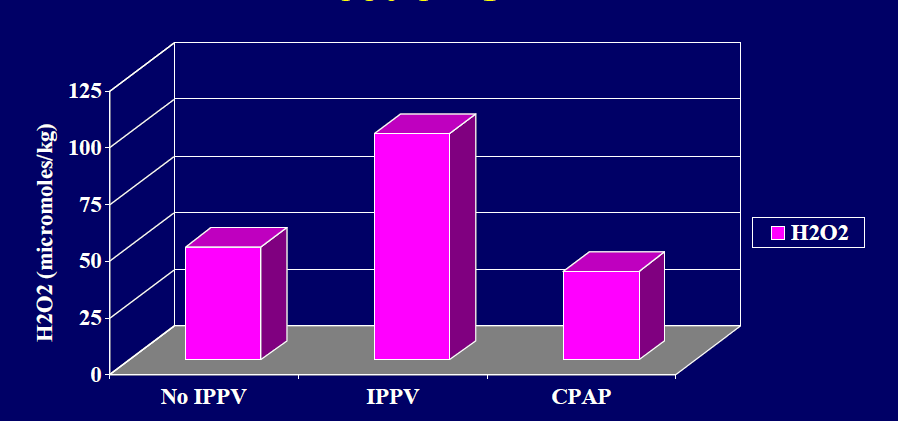 125
100
75
50
25
0
H2O2 (micromoles/kg)
No IPPV
IPPV
CPAP
H2O2